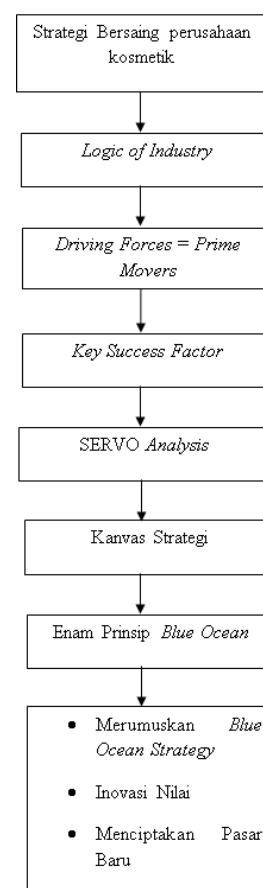 Strategi Bersaing perusahaan
kosmetik
Logic of Industry
Driving Forces = Prime
Movers
Key Success Factor
SERVO Analysis
Kanvas Strategi
Enam Prinsip Blue Ocean
• Merumuskan Blue
Ocean Strategy
• Inovasi Nilai
• Menciptakan Pasar
Baru